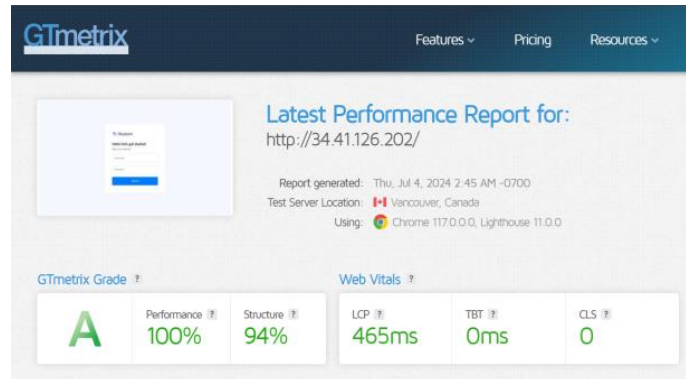 GTmetrix
Features Pricing Resources
Latest Performance Report for:
http://34.41.126.202/
Report generated: Thu, Jul 4, 2024 2:45 AM -0700
Test Server Location: Vancouver, Canada
Using: Chrome 117.0.0.0, Lighthouse 11.0.0
GTmetrix Grade ? Web Vitals ?
Performance ? Structure ? LCP ? TBT ? CLS ?
A 100% 94% 465ms 0ms 0